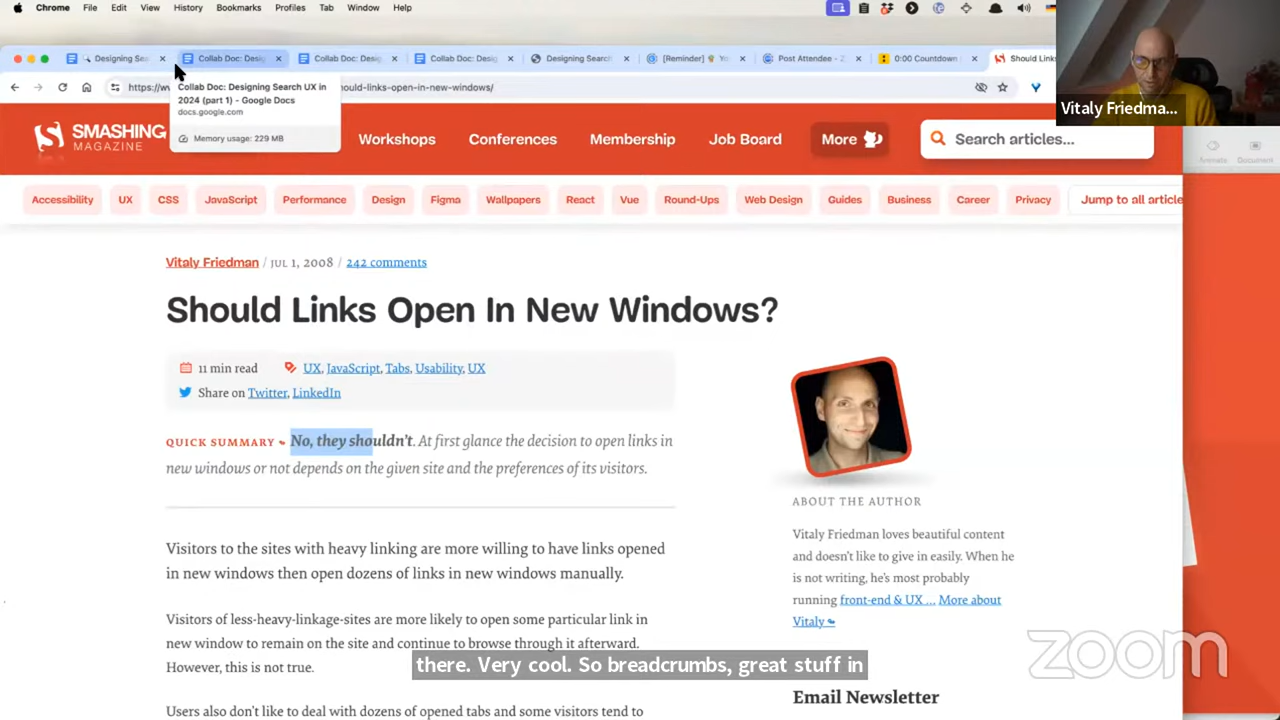 Chrome File Edit View History Bookmarks Profiles Tab Window Help
Designing Sea Collab Doc: Desig Collab Doc: Desig Collab Doc: Desig Designing Search [Reminder] Post Attendee - Z 0:00 Countdown Should Link
Collab Doc: Designing Search UX in
2024 (part 1) - Google Docs
docs.google.com
Memory usage: 229 MB
https://w ould-links-open-in-new-windows/
Vitaly Friedma...
SMASHING
MAGAZINE
Workshops Conferences Membership Job Board More Search articles...
Animate Document
Accessibility UX CSS JavaScript Performance Design Figma Wallpapers React Vue Round-Ups Web Design Guides Business Career Privacy Jump to all article
Vitaly Friedman / JUL 1, 2008 / 242 comments
Should Links Open In New Windows?
11 min read UX, JavaScript, Tabs, Usability, UX
Share on Twitter, LinkedIn
QUICK SUMMARY No, they shouldn't. At first glance the decision to open links in
new windows or not depends on the given site and the preferences of its visitors.
Visitors to the sites with heavy linking are more willing to have links opened
in new windows then open dozens of links in new windows manually.
Visitors of less-heavy-linkage-sites are more likely to open some particular link in
new window to remain on the site and continue to browse through it afterward.
However, this is not true.
Users also don't like to deal with dozens of opened tabs and some visitors tend to
ABOUT THE AUTHOR
Vitaly Friedman loves beautiful content
and doesn't like to give in easily. When he
is not writing, he's most probably
running front-end & UX ... More about
Vitaly
Email Newsletter
there. Very cool. So breadcrumbs, great stuff in
zoom